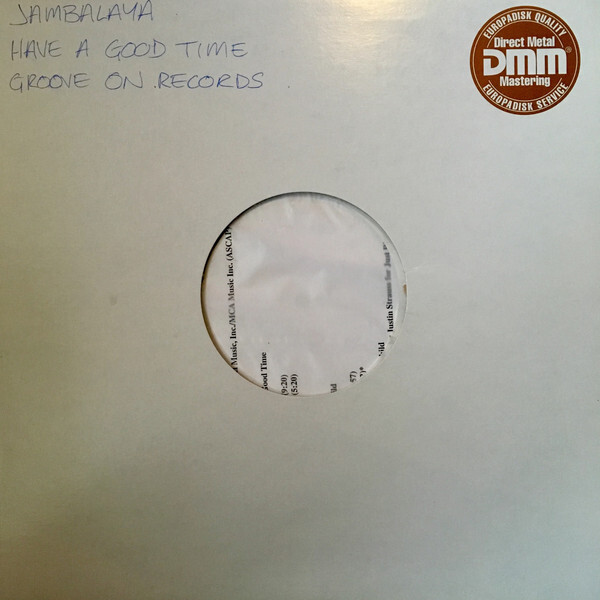 JAMBALAYA
HAVE A GOOD TIME
GROOVE ON RECORDS
EUROPADISK QUALITY
Direct Metal
DMM®
Mastering
EUROPADISK SERVICE
Music, Inc./MCA Music Inc. (ASCAP)
Good Time
(9:20)
(5:20)
Justin Strauss for Just